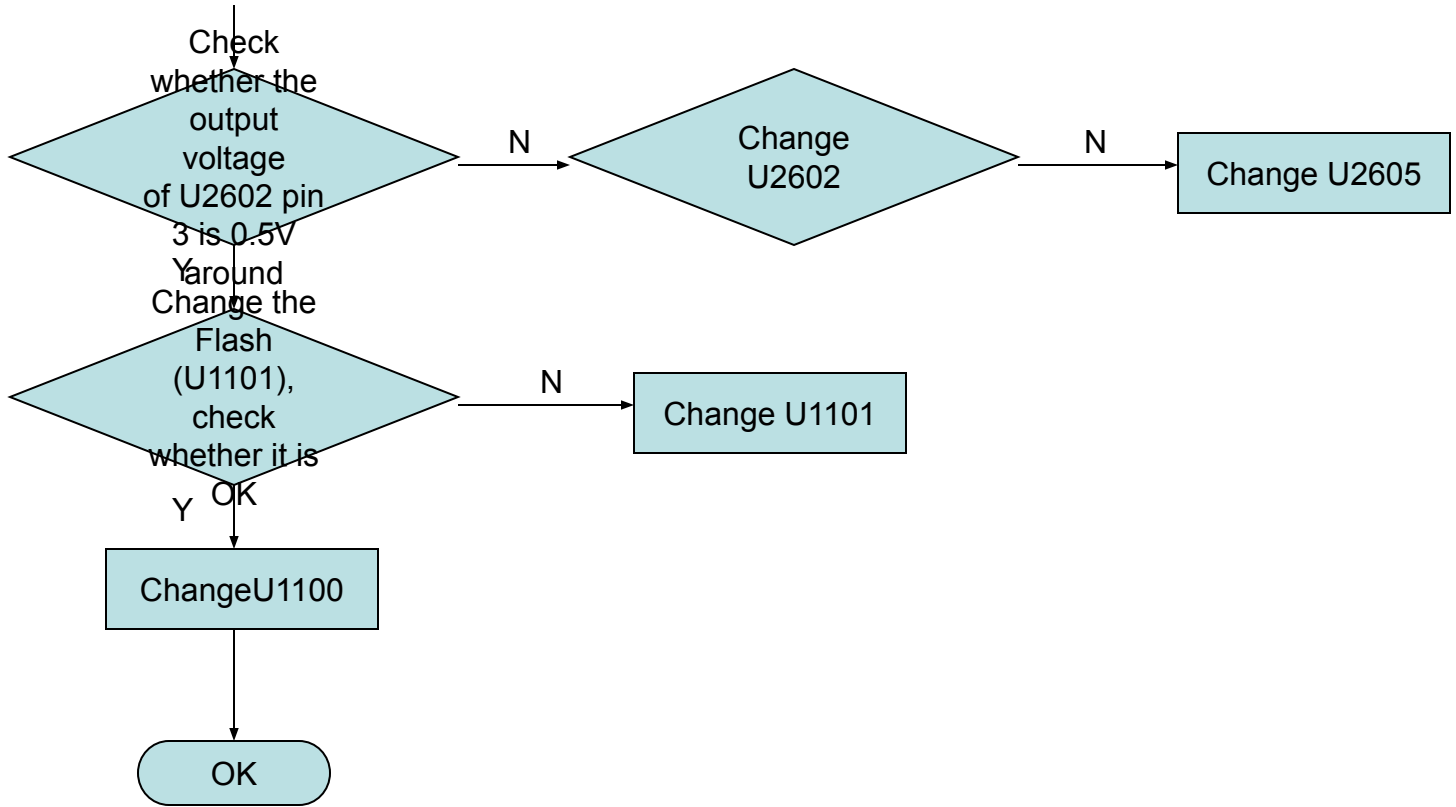 Check
whether the
output
voltage
of U2602 pin
3 is 0.5V
around
N
Change
U2602
N
Change U2605
Y
Change the
Flash
(U1101),
check
whether it is
OK
N
Change U1101
Y
ChangeU1100
OK